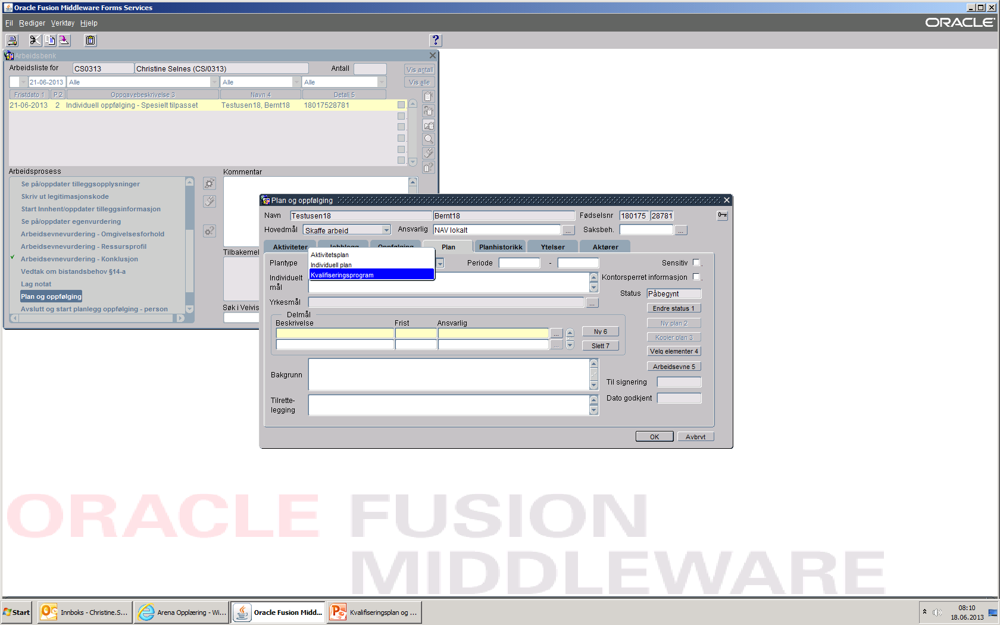 Oracle Fusion Middleware Forms Services
Fil Rediger Verktøy Hjelp
ORACLE
Arbeidsbenk
Arbeidsliste for CS0313 Christine Selnes (CS/0313) Antall Vis antall
21-06-2013 Alle Alle Alle Vis alle
Fristdato 1 P 2 Oppgavebeskrivelse 3 Navn 4 Detalj 5
21-06-2013 2 Individuell oppfølging - Spesielt tilpasset Testusen18, Bernt18 18017528781
Arbeidsprosess
Se på/oppdater tilleggsopplysninger
Skriv ut legitimasjonskode
Start Innhent/oppdater tilleggsinformasjon
Se på/oppdater egenvurdering
Arbeidsevnevurdering - Omgivelsesforhold
Arbeidsevnevurdering - Ressursprofil
Arbeidsevnevurdering - Konklusjon
Vedtak om bistandsbehov §14-a
Lag notat
Plan og oppfølging
Avslutt og start planlegg oppfølging - person
Kommentar
Tilbakemel
Søk i Veivis
Plan og oppfølging
Navn Testusen18 Bernt18 Fødselsnr 180175 28781
Hovedmål Skaffe arbeid Ansvarlig NAV lokalt ... Saksbeh. ...
Aktiviteter Jobblogg Oppfølging Plan Planhistorikk Ytelser Aktører
Plantype Periode - Sensitiv
Aktivitetsplan
Individuell plan
Kvalifiseringsprogram
Individuelt
mål
Kontorsperret informasjon
Status Påbegynt
Yrkesmål ...
Endre status 1
Ny plan 2
Kopier plan 3
Velg elementer 4
Arbeidsevne 5
Delmål
Beskrivelse Frist Ansvarlig
... Ny 6
... Slett 7
Bakgrunn
Til signering
Dato godkjent
Tilrette-
legging
OK Avbryt
ORACLE FUSION
MIDDLEWARE
Start Innboks - Christine.S... Arena Opplæring - Wi... Oracle Fusion Midd... Kvalifiseringsplan og ...
08:10
18.06.2013